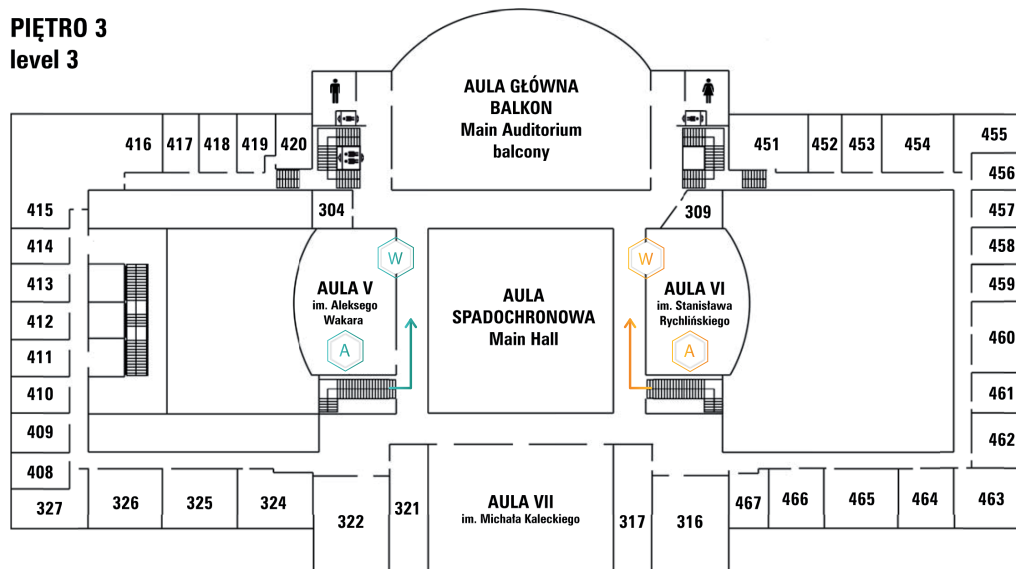 PIĘTRO 3
level 3
AULA GŁÓWNA
BALKON
Main Auditorium
balcony
416
417
418
419
420
451
452
453
454
455
456
415
304
309
457
414
W
W
458
413
AULA V
im. Aleksego
Wakara
A
AULA
SPADOCHRONOWA
Main Hall
AULA VI
im. Stanisława
Rychlińskiego
A
459
412
460
411
410
461
409
462
408
327
326
325
324
322
321
AULA VII
im. Michała Kaleckiego
317
316
467
466
465
464
463